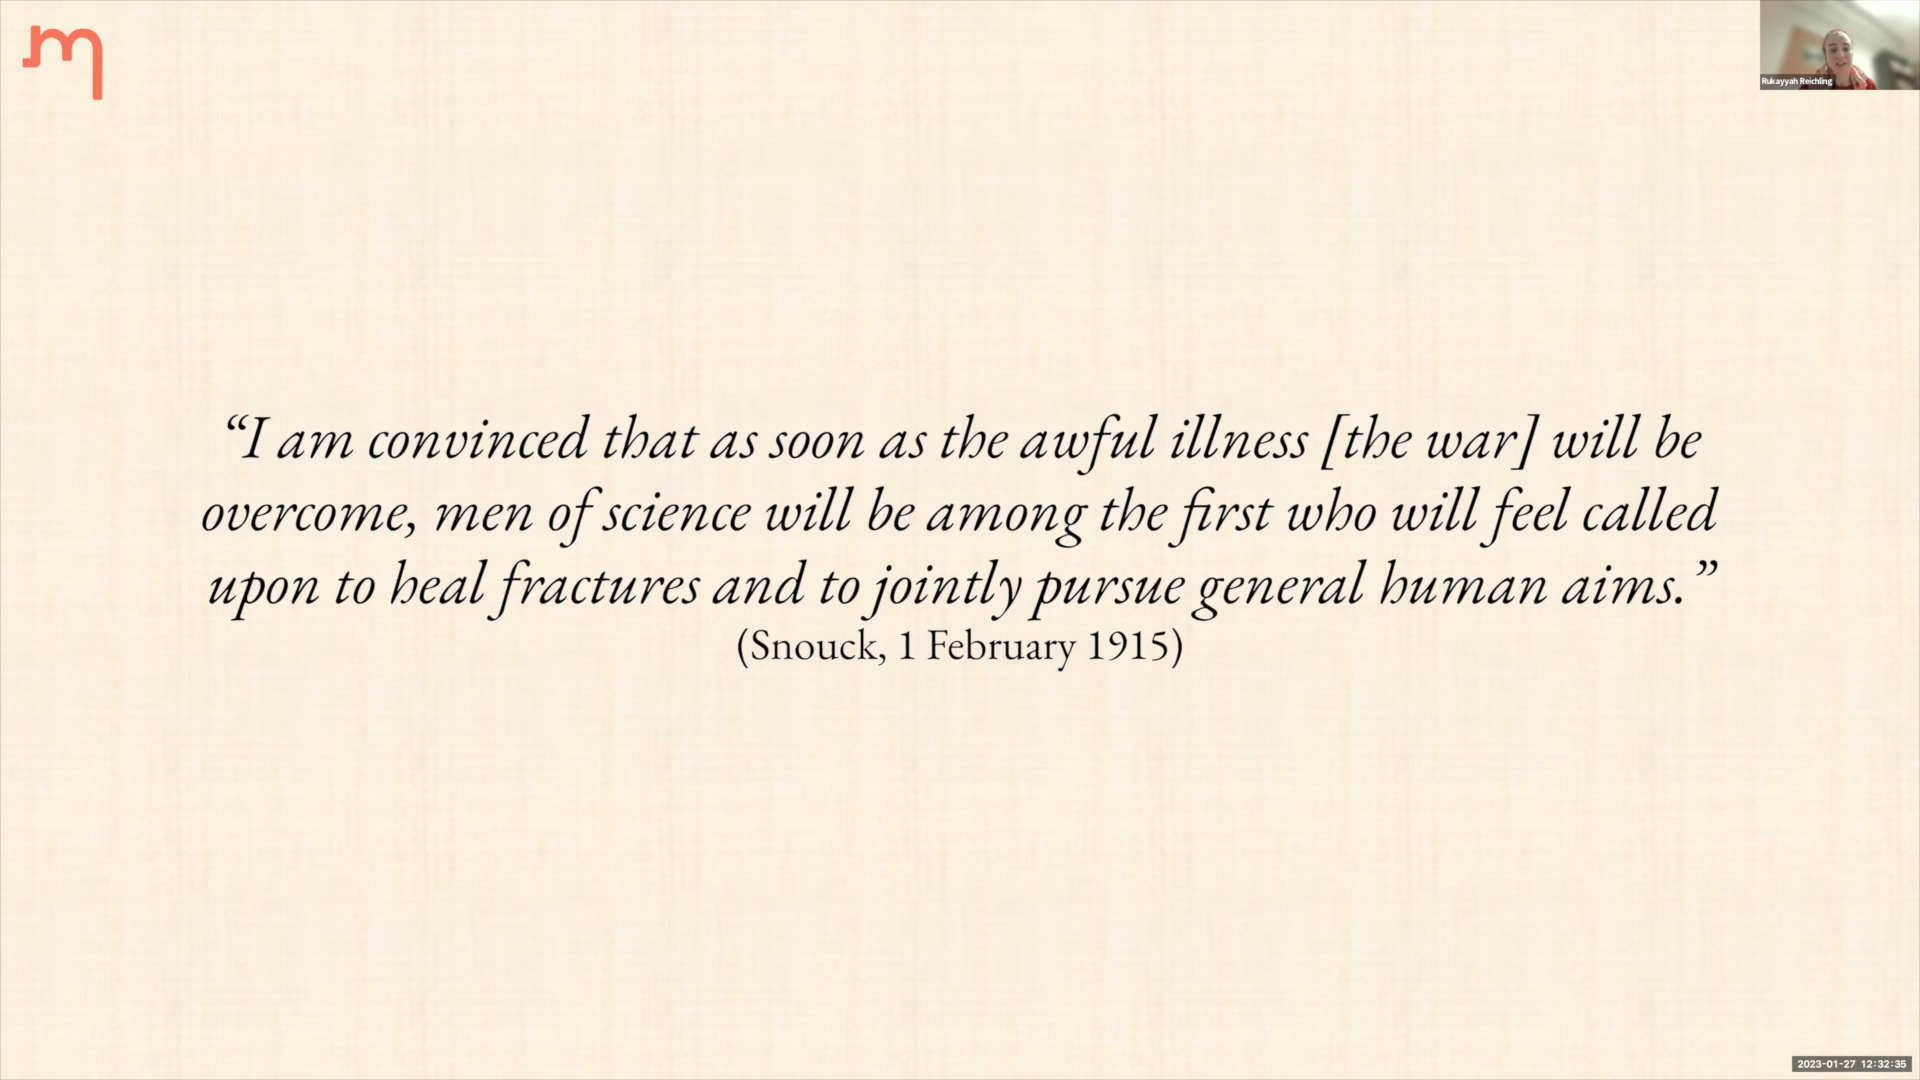 Rukayyah Reichling
“I am convinced that as soon as the awful illness [the war] will be
overcome, men of science will be among the first who will feel called
upon to heal fractures and to jointly pursue general human aims.”
(Snouck, 1 February 1915)
2023-01-27 12:32:35